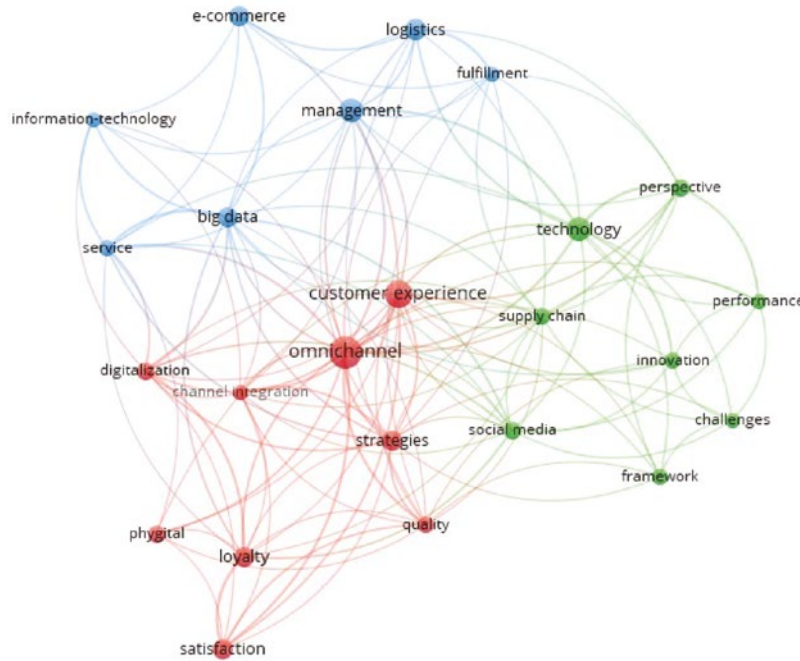 e-commerce
logistics
fulfillment
management
information-technology
perspective
big data
technology
service
customer experience
performance
supply chain
omnichannel
innovation
digitalization
channel integration
challenges
social media
strategies
framework
quality
phygital
loyalty
satisfaction